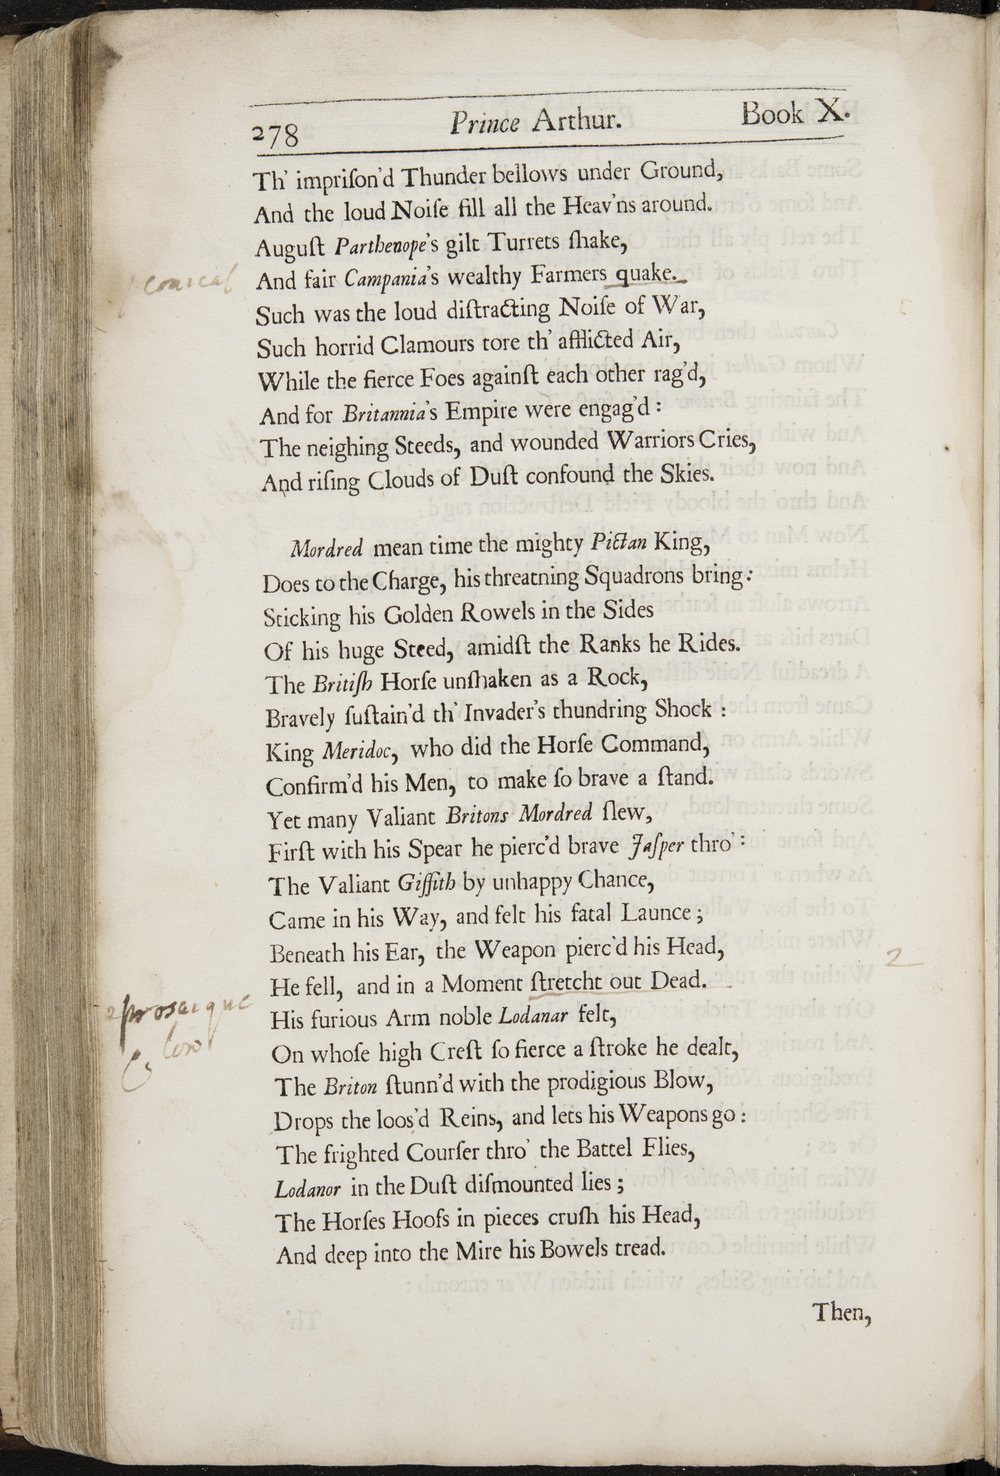 278 Prince Arthur. Book X.
Th' impriſon'd Thunder bellows under Ground,
And the loud Noiſe fill all the Heav'ns around.
Auguſt Parthenope's gilt Turrets ſhake,
comical And fair Campania's wealthy Farmers quake.
Such was the loud diſtracting Noiſe of War,
Such horrid Clamours tore th' afflicted Air,
While the fierce Foes againſt each other rag'd,
And for Britannia's Empire were engag'd :
The neighing Steeds, and wounded Warriors Cries,
And riſing Clouds of Duſt confound the Skies.
Mordred mean time the mighty Pictan King,
Does to the Charge, his threatning Squadrons bring :
Sticking his Golden Rowels in the Sides
Of his huge Steed, amidſt the Ranks he Rides.
The Britiſh Horſe unſhaken as a Rock,
Bravely ſuſtain'd th' Invader's thundring Shock :
King Meridoc, who did the Horſe Command,
Confirm'd his Men, to make ſo brave a ſtand.
Yet many Valiant Britons Mordred ſlew,
Firſt with his Spear he pierc'd brave Jaſper thro' :
The Valiant Giffith by unhappy Chance,
Came in his Way, and felt his fatal Launce ;
Beneath his Ear, the Weapon pierc'd his Head, 2
prosaique He fell, and in a Moment ſtretcht out Dead.
His furious Arm noble Lodanar felt,
low On whoſe high Creſt ſo fierce a ſtroke he dealt,
The Briton ſtunn'd with the prodigious Blow,
Drops the loos'd Reins, and lets his Weapons go :
The frighted Courſer thro' the Battel Flies,
Lodanor in the Duſt diſmounted lies ;
The Horſes Hoofs in pieces cruſh his Head,
And deep into the Mire his Bowels tread.
Then,